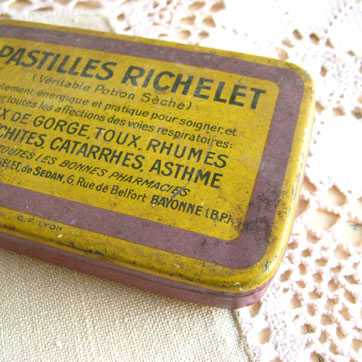 PASTILLES RICHELET
(Véritable Potion Sèche)
énergique et pratique pour soigner, et
toutes les affections des voies respiratoires:
X DE GORGE, TOUX, RHUMES
CHITES, CATARRHES, ASTHME
TOUTES LES BONNES PHARMACIES
ELET, de SEDAN, 6, Rue de Belfort, BAYONNE (B.P.)
LYON